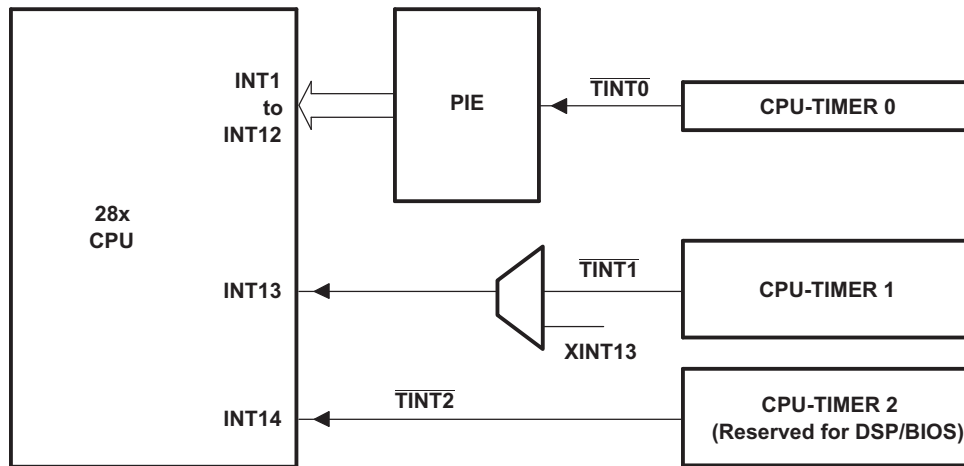 INT1
to
INT12
PIE
TINT0
CPU-TIMER 0
28x
CPU
INT13
TINT1
CPU-TIMER 1
XINT13
INT14
TINT2
CPU-TIMER 2
(Reserved for DSP/BIOS)